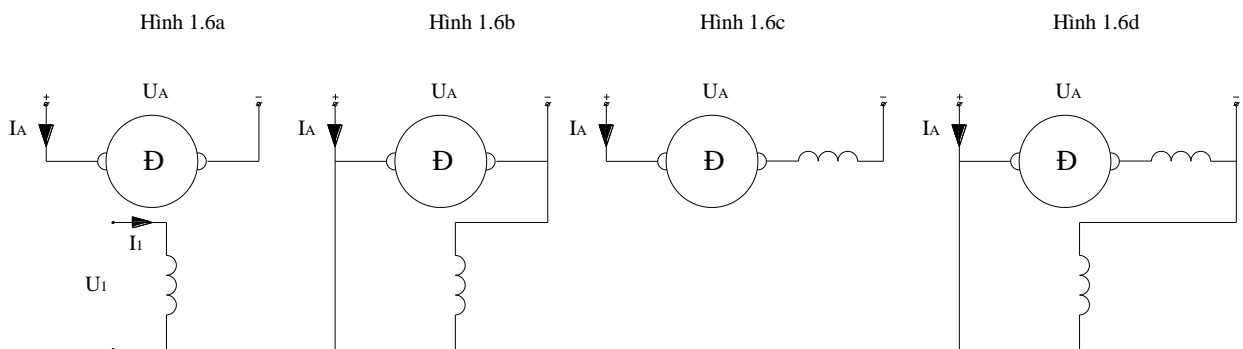 Hình 1.6a Hình 1.6b Hình 1.6c Hình 1.6d
+ UA - + UA - + UA - + UA -
IA IA IA IA
Đ Đ Đ Đ
I1
U1